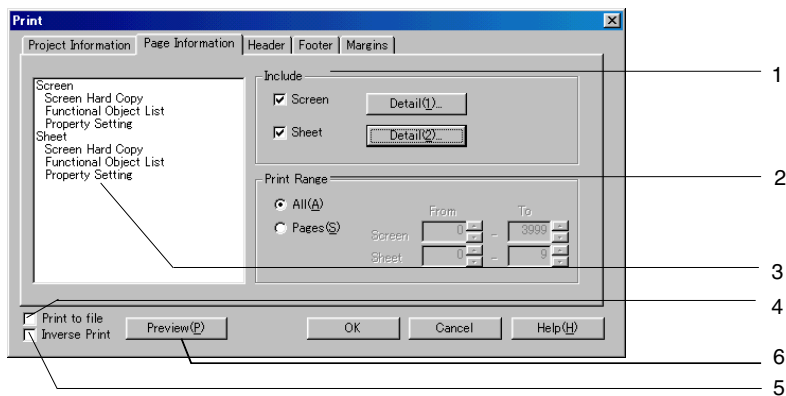 Print
Project Information Page Information Header Footer Margins
Screen
Screen Hard Copy
Functional Object List
Property Setting
Sheet
Screen Hard Copy
Functional Object List
Property Setting
Include
Screen Detail(1)...
Sheet Detail(2)...
Print Range
All(A)
Pages(S)
From To
Screen 0 - 3999
Sheet 0 - 9
Print to file
Inverse Print
Preview(P) OK Cancel Help(H)
1
2
3
4
6
5